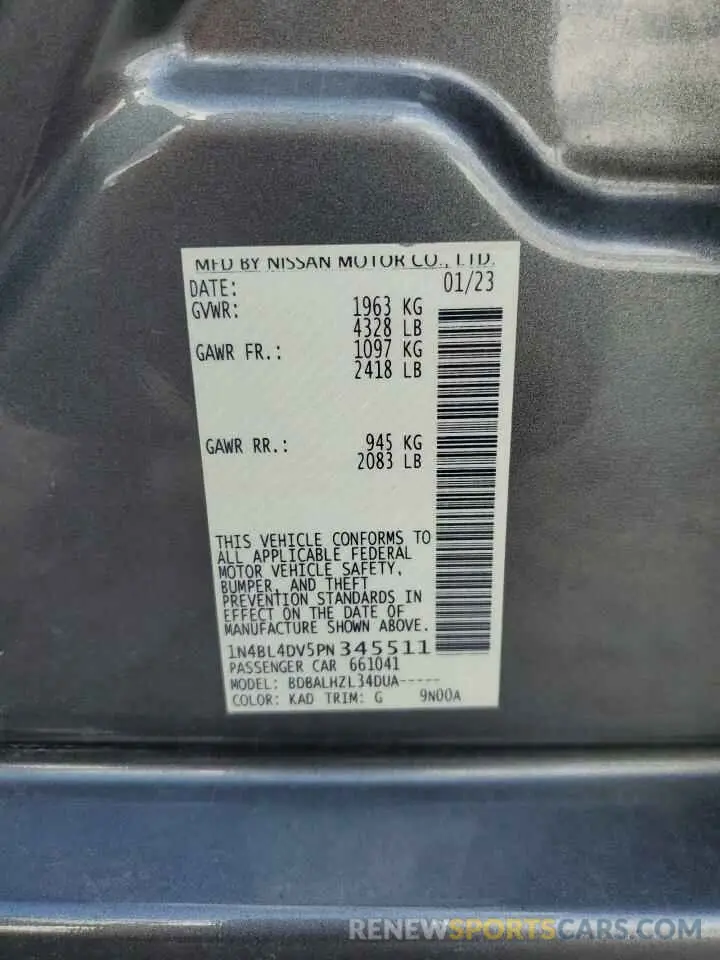 MFD BY NISSAN MOTOR CO., LTD.
DATE: 01/23
GVWR: 1963 KG
4328 LB
GAWR FR.: 1097 KG
2418 LB
GAWR RR.: 945 KG
2083 LB
THIS VEHICLE CONFORMS TO
ALL APPLICABLE FEDERAL
MOTOR VEHICLE SAFETY,
BUMPER, AND THEFT
PREVENTION STANDARDS IN
EFFECT ON THE DATE OF
MANUFACTURE SHOWN ABOVE.
1N4BL4DV5PN345511
PASSENGER CAR 661041
MODEL: BDBALHZL34DUA-----
COLOR: KAD TRIM: G 9N00A
RENEWSPORTSCARS.COM